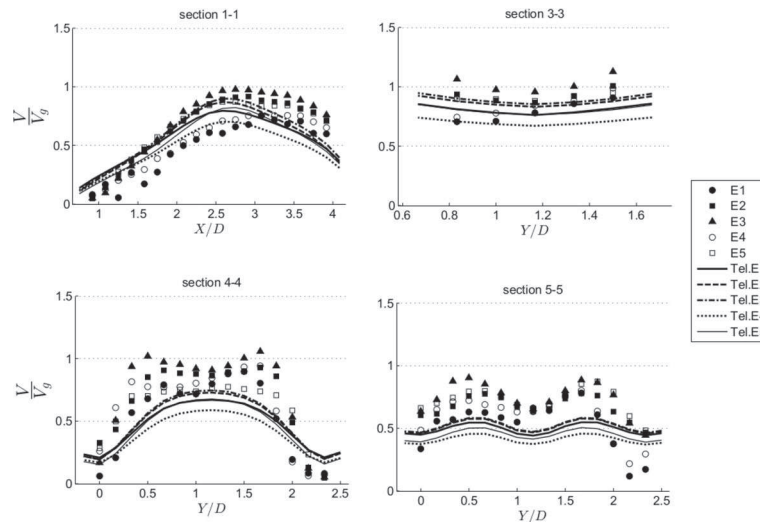 section 1-1
V/V_g
1.5
1
0.5
0
1
1.5
2
2.5
3
3.5
4
X/D
section 3-3
1.5
1
0.5
0
0.6
0.8
1
1.2
1.4
1.6
Y/D
E1
E2
E3
E4
E5
Tel.E
Tel.E
Tel.E
Tel.E
Tel.E
section 4-4
V/V_g
1.5
1
0.5
0
0
0.5
1
1.5
2
2.5
Y/D
section 5-5
1.5
1
0.5
0
0
0.5
1
1.5
2
2.5
Y/D